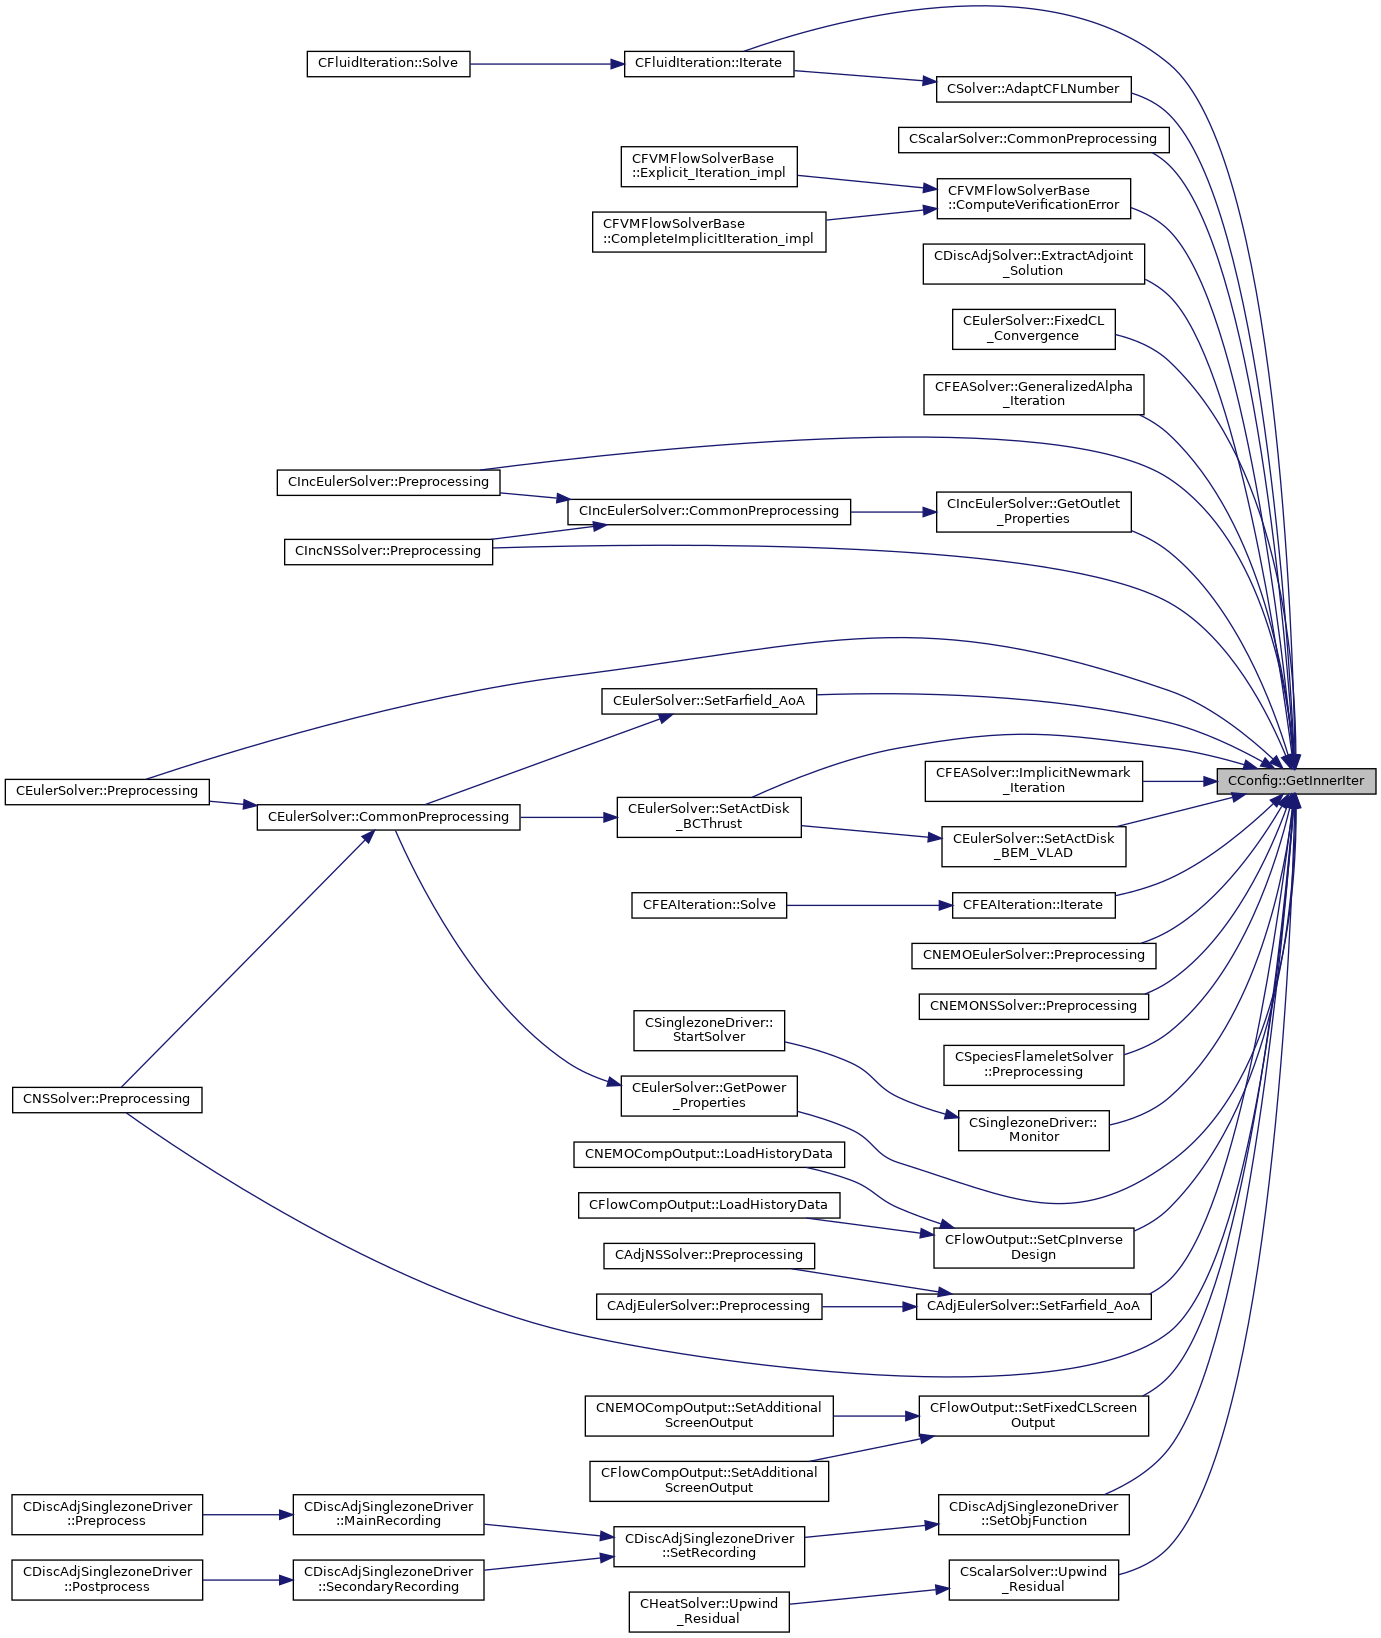 CFluidIteration::Solve
CFluidIteration::Iterate
CSolver::AdaptCFLNumber
CScalarSolver::CommonPreprocessing
CFVMFlowSolverBase
::Explicit_Iteration_impl
CFVMFlowSolverBase
::ComputeVerificationError
CFVMFlowSolverBase
::CompleteImplicitIteration_impl
CDiscAdjSolver::ExtractAdjoint
_Solution
CEulerSolver::FixedCL
_Convergence
CFEASolver::GeneralizedAlpha
_Iteration
CIncEulerSolver::Preprocessing
CIncEulerSolver::CommonPreprocessing
CIncEulerSolver::GetOutlet
_Properties
CIncNSSolver::Preprocessing
CEulerSolver::SetFarfield_AoA
CEulerSolver::Preprocessing
CEulerSolver::CommonPreprocessing
CEulerSolver::SetActDisk
_BCThrust
CFEASolver::ImplicitNewmark
_Iteration
CConfig::GetInnerIter
CEulerSolver::SetActDisk
_BEM_VLAD
CFEAIteration::Solve
CFEAIteration::Iterate
CNEMOEulerSolver::Preprocessing
CNEMONSSolver::Preprocessing
CSinglezoneDriver::
StartSolver
CSpeciesFlameletSolver
::Preprocessing
CNSSolver::Preprocessing
CEulerSolver::GetPower
_Properties
CSinglezoneDriver::
Monitor
CNEMOCompOutput::LoadHistoryData
CFlowCompOutput::LoadHistoryData
CFlowOutput::SetCpInverse
Design
CAdjNSSolver::Preprocessing
CAdjEulerSolver::Preprocessing
CAdjEulerSolver::SetFarfield_AoA
CNEMOCompOutput::SetAdditional
ScreenOutput
CFlowOutput::SetFixedCLScreen
Output
CFlowCompOutput::SetAdditional
ScreenOutput
CDiscAdjSinglezoneDriver
::Preprocess
CDiscAdjSinglezoneDriver
::MainRecording
CDiscAdjSinglezoneDriver
::SetRecording
CDiscAdjSinglezoneDriver
::SetObjFunction
CDiscAdjSinglezoneDriver
::Postprocess
CDiscAdjSinglezoneDriver
::SecondaryRecording
CScalarSolver::Upwind
_Residual
CHeatSolver::Upwind
_Residual